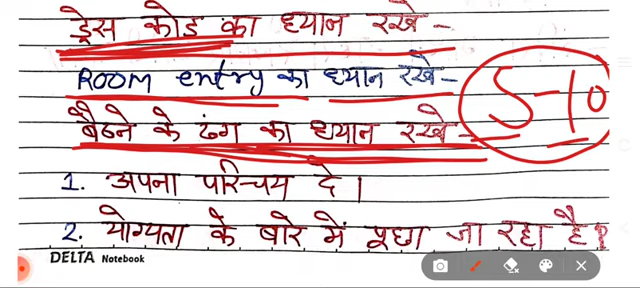 ड्रेस कोड का ध्यान रखे -
Room entry का ध्यान रखे -
5-10
बैठने के ढंग का ध्यान रखे -
1. अपना परिचय दे।
2. योग्यता के बारे में पूछा जा रहा है?
DELTA Notebook